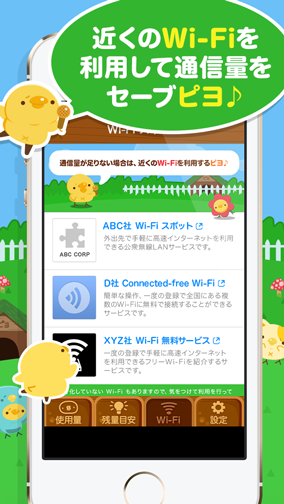 近くのWi-Fiを
利用して通信量を
セーブピヨ♪
通信量が足りない場合は、近くのWi-Fiを利用するピヨ♪
ABC社 Wi-Fi スポット
外出先で手軽に高速インターネットを利用
できる公衆無線LANサービスです。
ABC CORP
D社 Connected-free Wi-Fi
簡単な操作、一度の登録で全国にある複
数のWi-Fiに無料で接続することができる
サービスです。
XYZ社 Wi-Fi 無料サービス
一度の登録で手軽に高速インターネット
を利用できるフリーWi-Fiを紹介するサー
ビスです。
XYZ
化していない Wi-Fi もありますので、気をつけて利用を行って
使用量
残量目安
Wi-Fi
設定